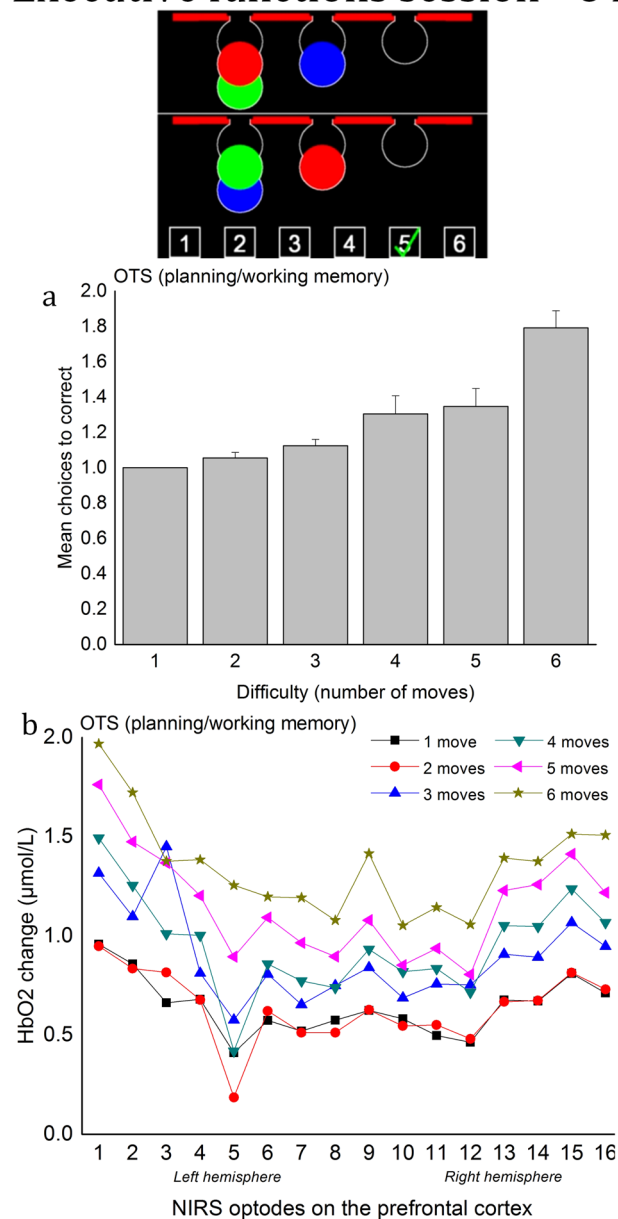 Executive functions session
1 2 3 4 5 6
OTS (planning/working memory)
a
2.0
1.8
1.6
1.4
1.2
1.0
0.8
0.6
0.4
0.2
0.0
Mean choices to correct
1 2 3 4 5 6
Difficulty (number of moves)
b OTS (planning/working memory)
2.0
1.5
1.0
0.5
0.0
HbO2 change (µmol/L)
1 move 4 moves
2 moves 5 moves
3 moves 6 moves
1 2 3 4 5 6 7 8 9 10 11 12 13 14 15 16
Left hemisphere Right hemisphere
NIRS optodes on the prefrontal cortex